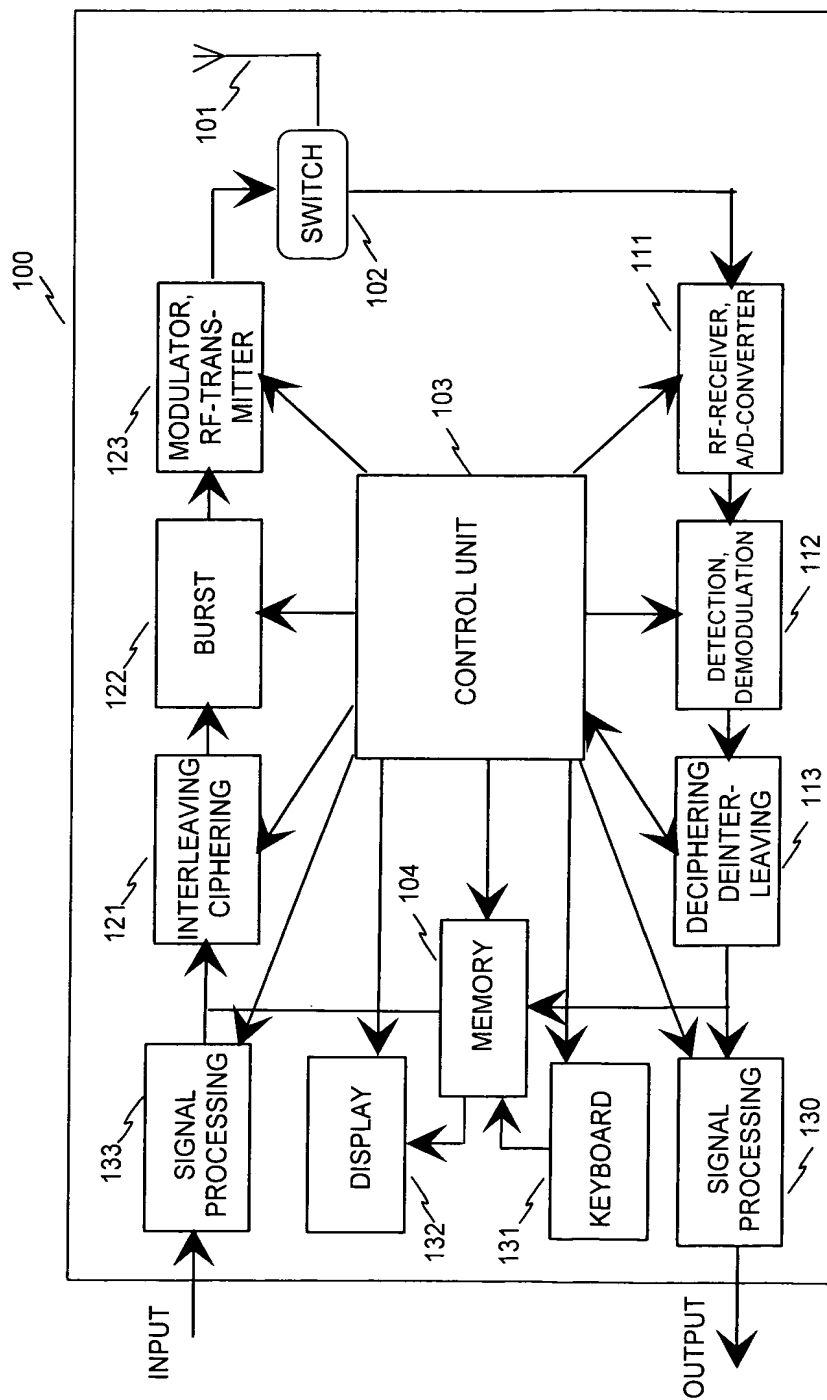 100
INPUT
133
SIGNAL
PROCESSING
121
INTERLEAVING
CIPHERING
122
BURST
123
MODULATOR,
RF-TRANS-
MITTER
101
SWITCH
102
DISPLAY
132
104
MEMORY
103
CONTROL UNIT
131
KEYBOARD
OUTPUT
SIGNAL
PROCESSING
130
DECIPHERING
DEINTER-
LEAVING
113
DETECTION,
DEMODULATION
112
RF-RECEIVER,
A/D-CONVERTER
111